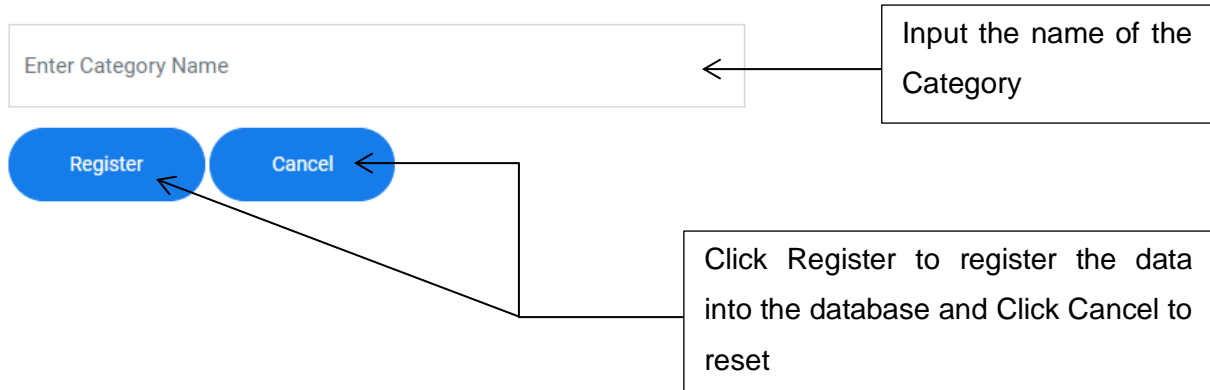 Input the name of the
Category
Enter Category Name
Register
Cancel
Click Register to register the data
into the database and Click Cancel to
reset